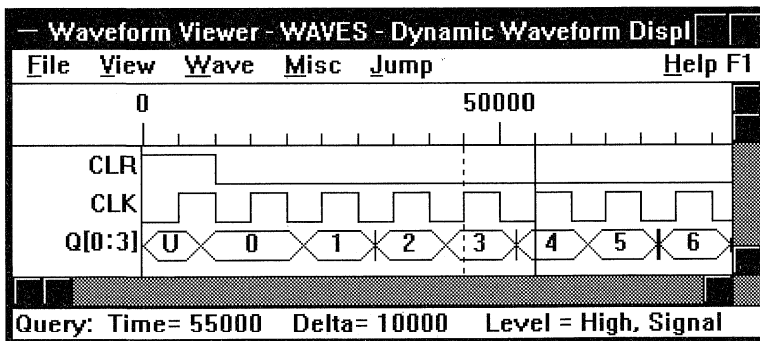 Waveform Viewer - WAVES - Dynamic Waveform Displ
File View Wave Misc Jump Help F1
0 50000
CLR
CLK
Q[0:3] U 0 1 2 3 4 5 6
Query: Time= 55000 Delta= 10000 Level = High, Signal